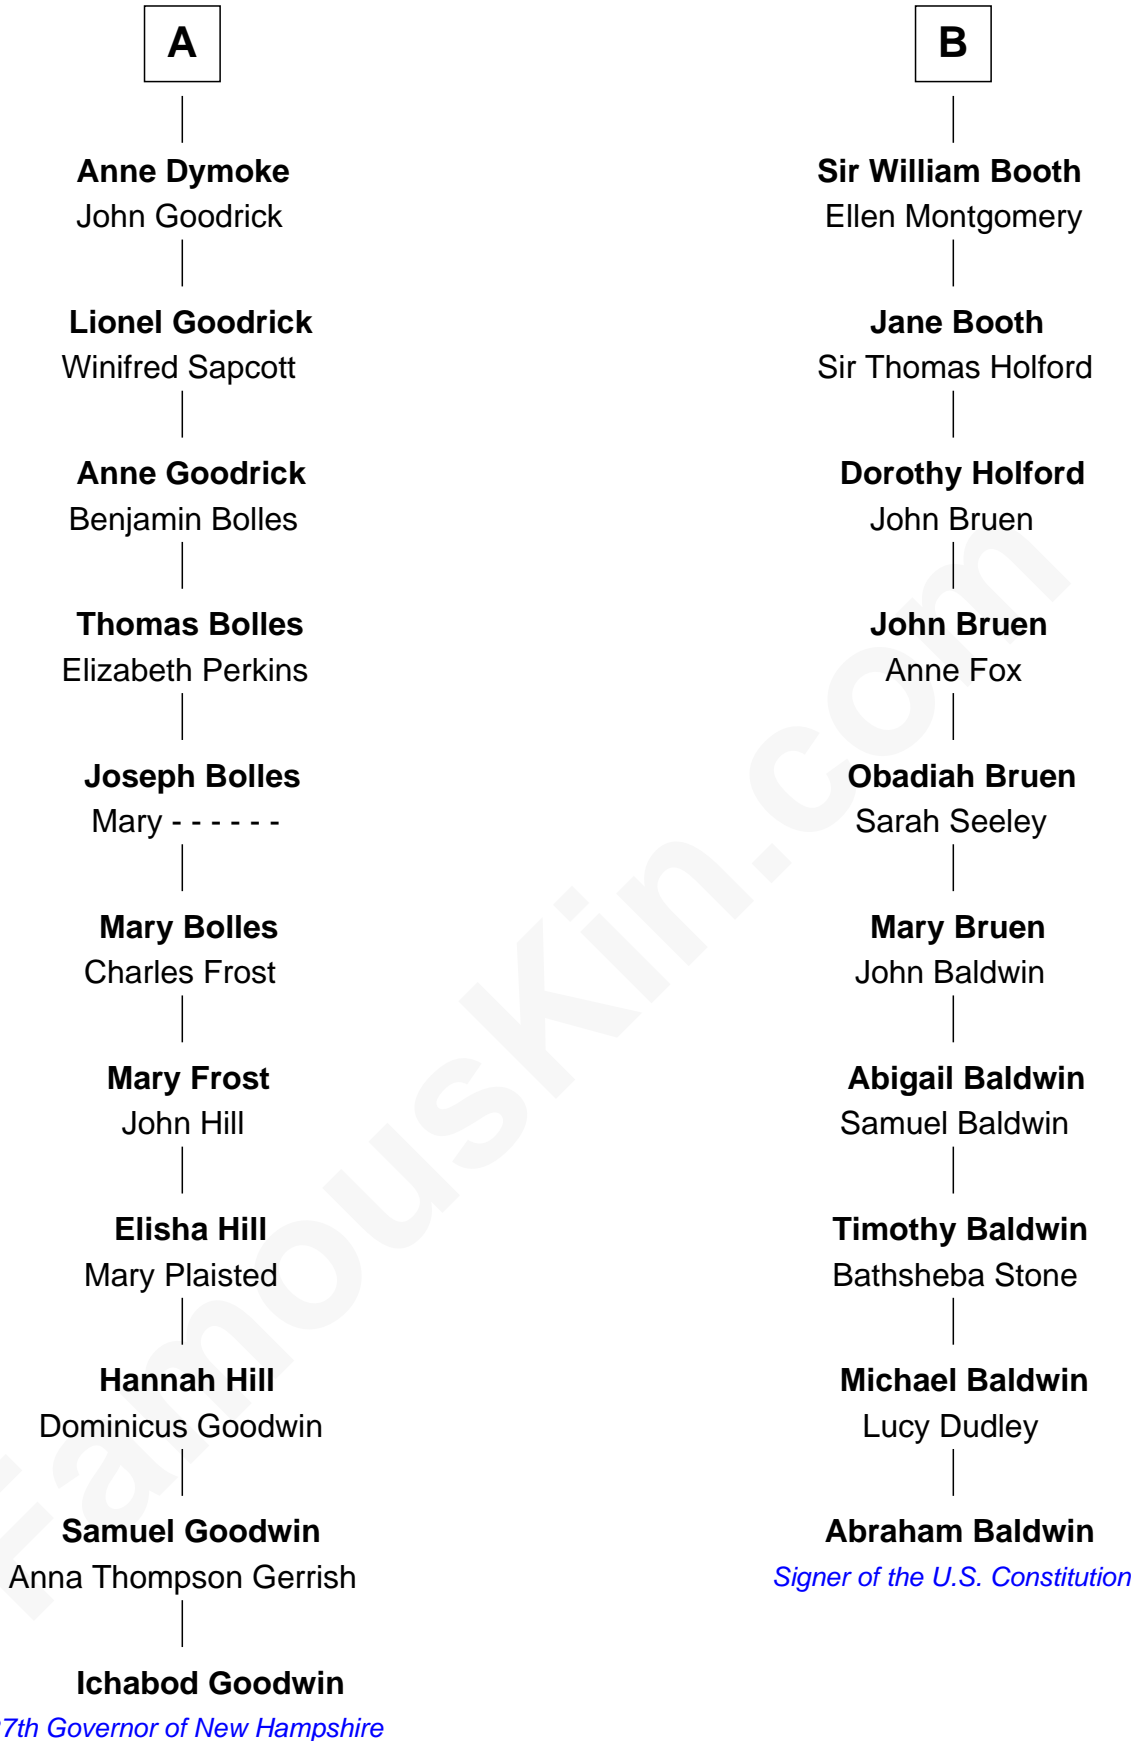 A
Anne Dymoke
John Goodrick
Lionel Goodrick
Winifred Sapcott
Anne Goodrick
Benjamin Bolles
Thomas Bolles
Elizabeth Perkins
Joseph Bolles
Mary - - - - - -
Mary Bolles
Charles Frost
Mary Frost
John Hill
Elisha Hill
Mary Plaisted
Hannah Hill
Dominicus Goodwin
Samuel Goodwin
Anna Thompson Gerrish
Ichabod Goodwin
7th Governor of New Hampshire
B
Sir William Booth
Ellen Montgomery
Jane Booth
Sir Thomas Holford
Dorothy Holford
John Bruen
John Bruen
Anne Fox
Obadiah Bruen
Sarah Seeley
Mary Bruen
John Baldwin
Abigail Baldwin
Samuel Baldwin
Timothy Baldwin
Bathsheba Stone
Michael Baldwin
Lucy Dudley
Abraham Baldwin
Signer of the U.S. Constitution
FamousKin.com